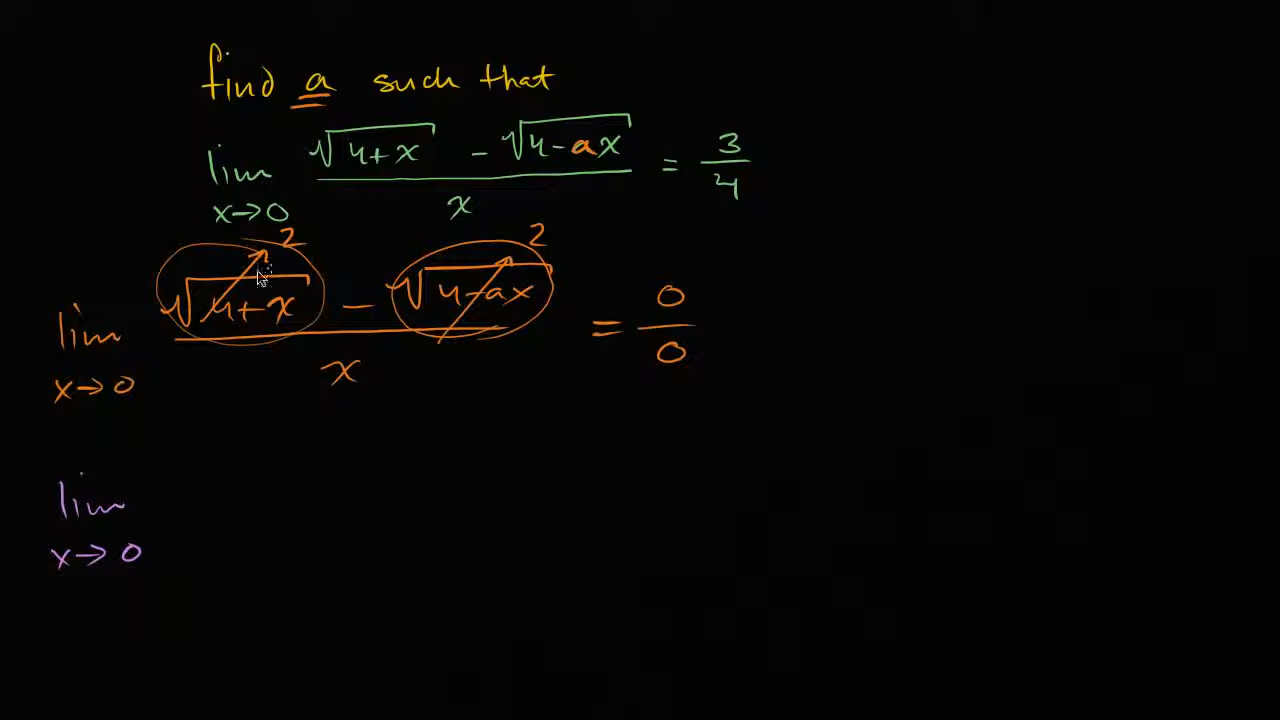 find a such that
lim x→0 (√(4+x) - √(4-ax)) / x = 3/4
lim x→0 (√(4+x) - √(4-ax)) / x = 0/0
2 2
lim x→0